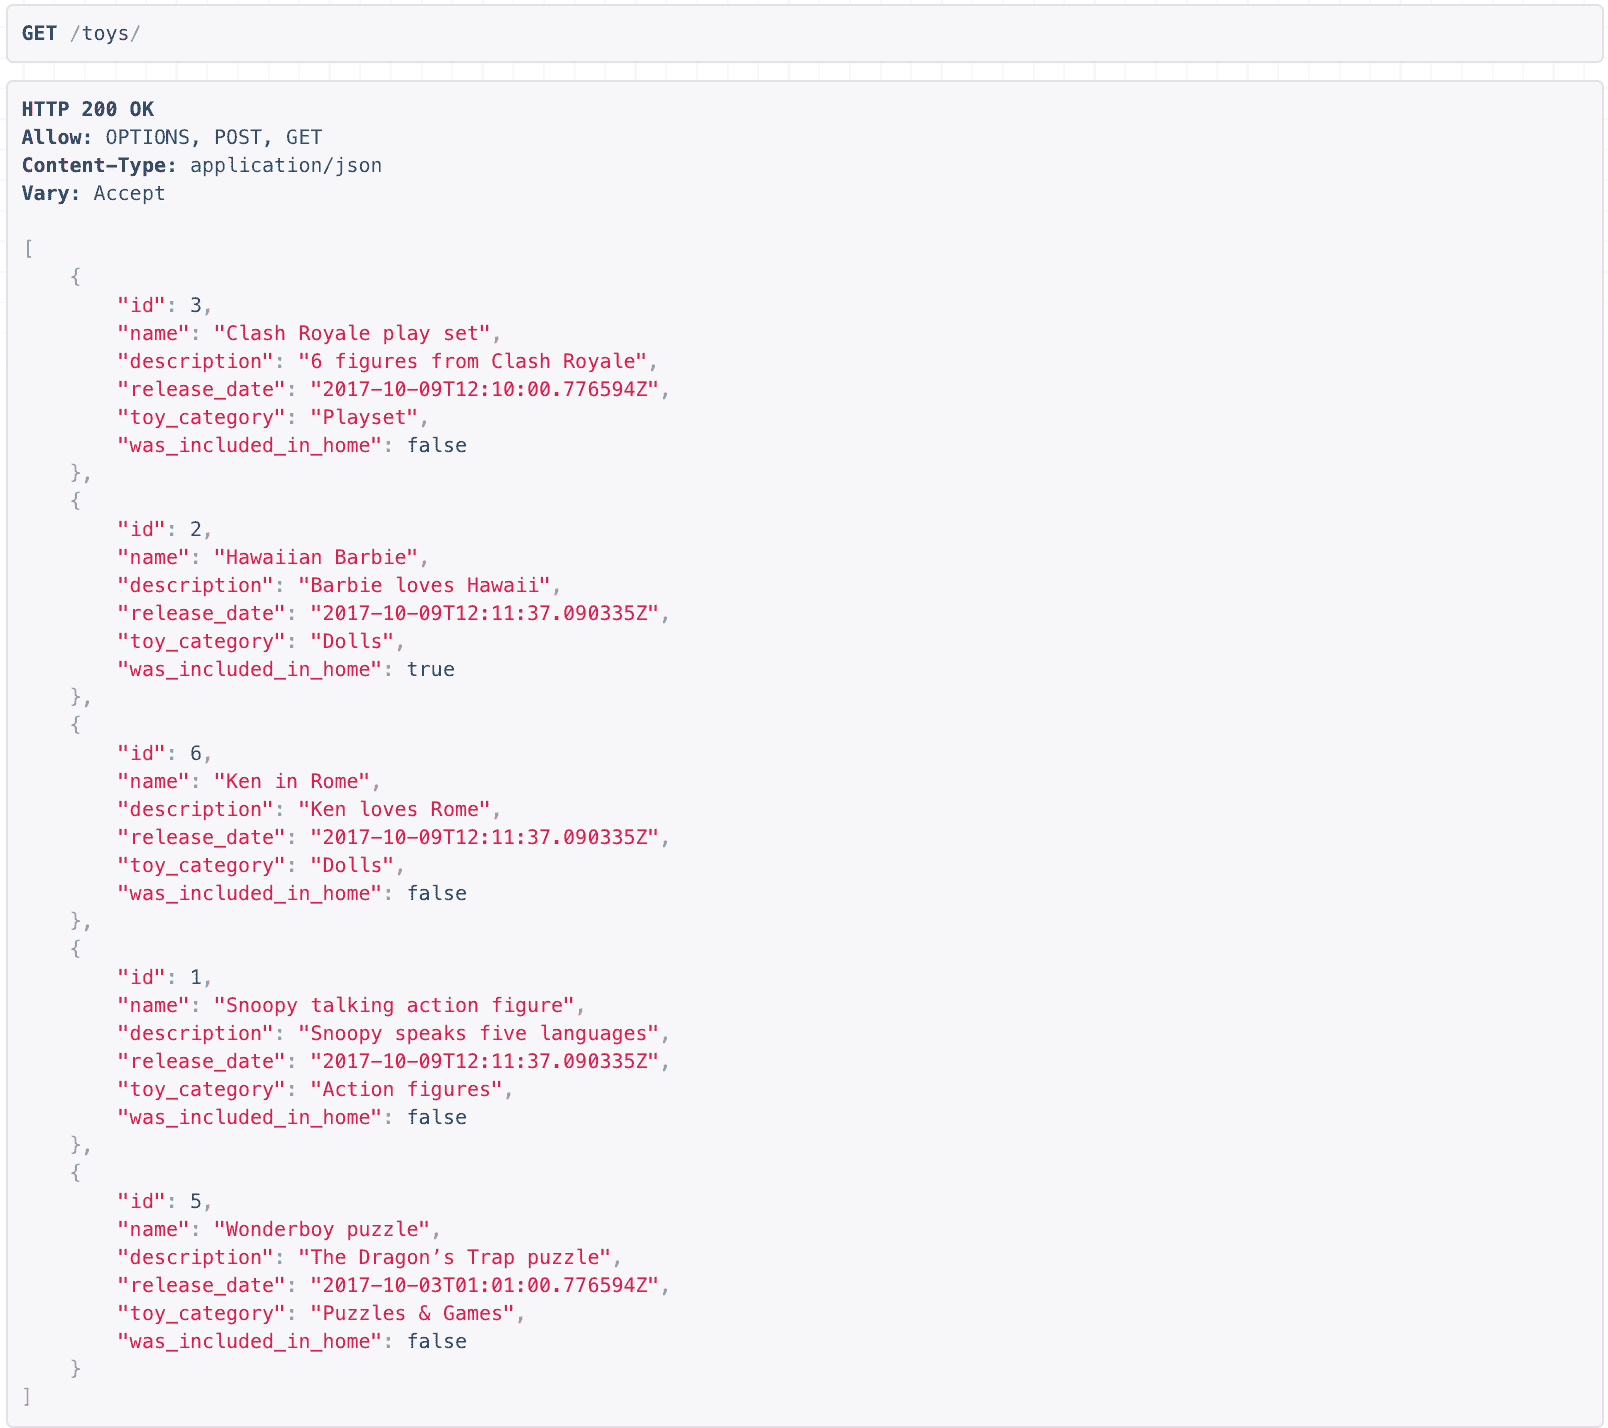 GET /toys/
HTTP 200 OK
Allow: OPTIONS, POST, GET
Content-Type: application/json
Vary: Accept
[
    {
        "id": 3,
        "name": "Clash Royale play set",
        "description": "6 figures from Clash Royale",
        "release_date": "2017-10-09T12:10:00.776594Z",
        "toy_category": "Playset",
        "was_included_in_home": false
    },
    {
        "id": 2,
        "name": "Hawaiian Barbie",
        "description": "Barbie loves Hawaii",
        "release_date": "2017-10-09T12:11:37.090335Z",
        "toy_category": "Dolls",
        "was_included_in_home": true
    },
    {
        "id": 6,
        "name": "Ken in Rome",
        "description": "Ken loves Rome",
        "release_date": "2017-10-09T12:11:37.090335Z",
        "toy_category": "Dolls",
        "was_included_in_home": false
    },
    {
        "id": 1,
        "name": "Snoopy talking action figure",
        "description": "Snoopy speaks five languages",
        "release_date": "2017-10-09T12:11:37.090335Z",
        "toy_category": "Action figures",
        "was_included_in_home": false
    },
    {
        "id": 5,
        "name": "Wonderboy puzzle",
        "description": "The Dragon’s Trap puzzle",
        "release_date": "2017-10-03T01:01:00.776594Z",
        "toy_category": "Puzzles & Games",
        "was_included_in_home": false
    }
]